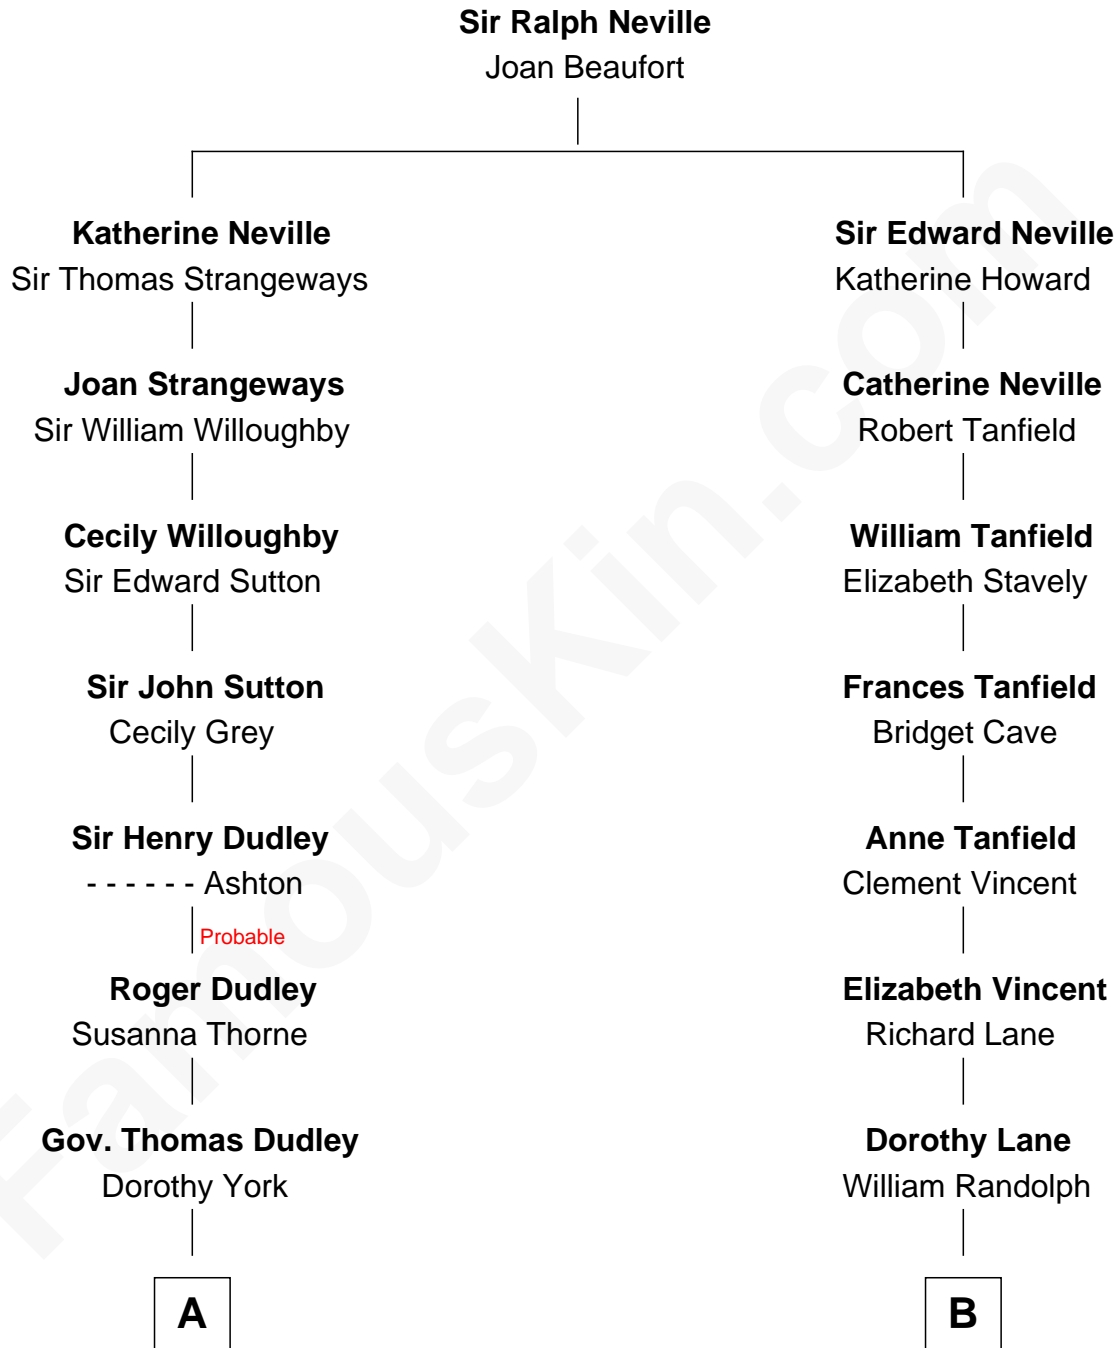 Sir Ralph Neville
Joan Beaufort
Katherine Neville
Sir Thomas Strangeways
Joan Strangeways
Sir William Willoughby
Cecily Willoughby
Sir Edward Sutton
Sir John Sutton
Cecily Grey
Sir Henry Dudley
- - - - - - Ashton
Probable
Roger Dudley
Susanna Thorne
Gov. Thomas Dudley
Dorothy York
A
Sir Edward Neville
Katherine Howard
Catherine Neville
Robert Tanfield
William Tanfield
Elizabeth Stavely
Frances Tanfield
Bridget Cave
Anne Tanfield
Clement Vincent
Elizabeth Vincent
Richard Lane
Dorothy Lane
William Randolph
B
FamousKin.com